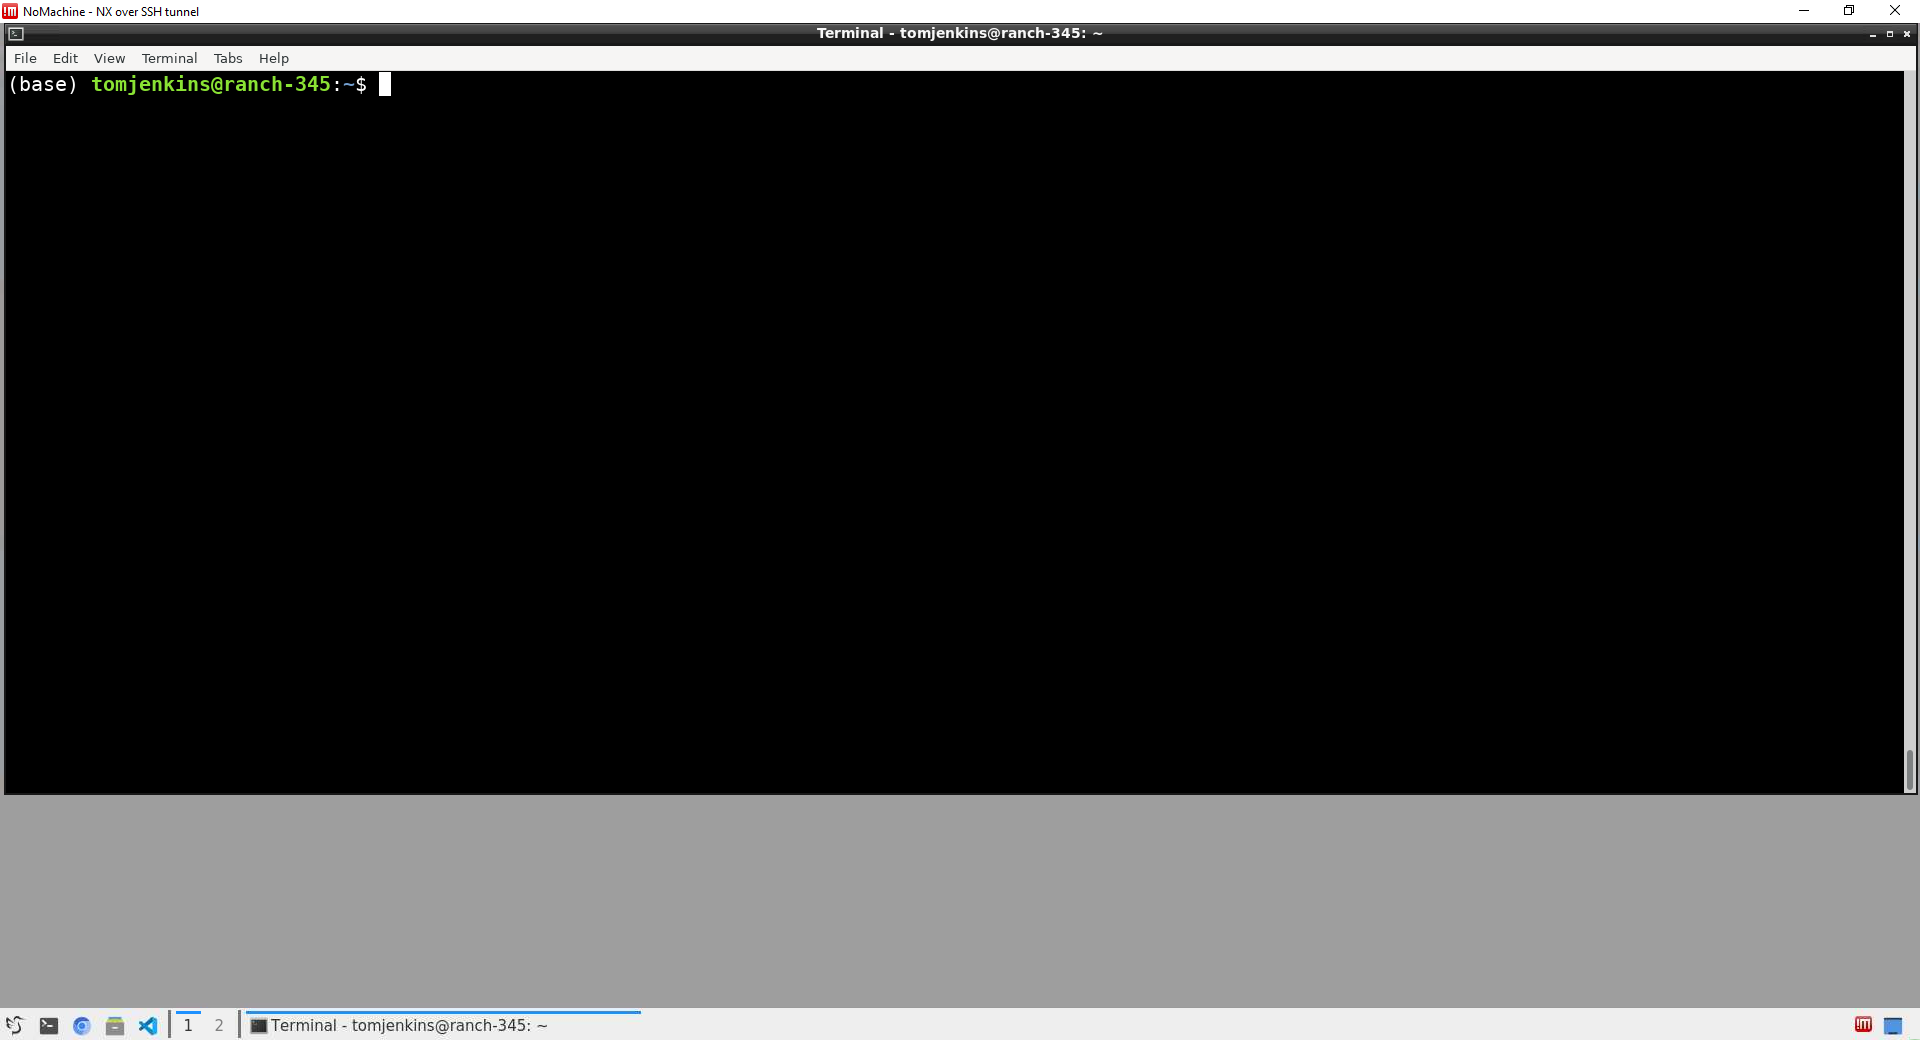 NoMachine - NX over SSH tunnel
Terminal - tomjenkins@ranch-345: ~
File Edit View Terminal Tabs Help
(base) tomjenkins@ranch-345:~$
1 2 Terminal - tomjenkins@ranch-345: ~